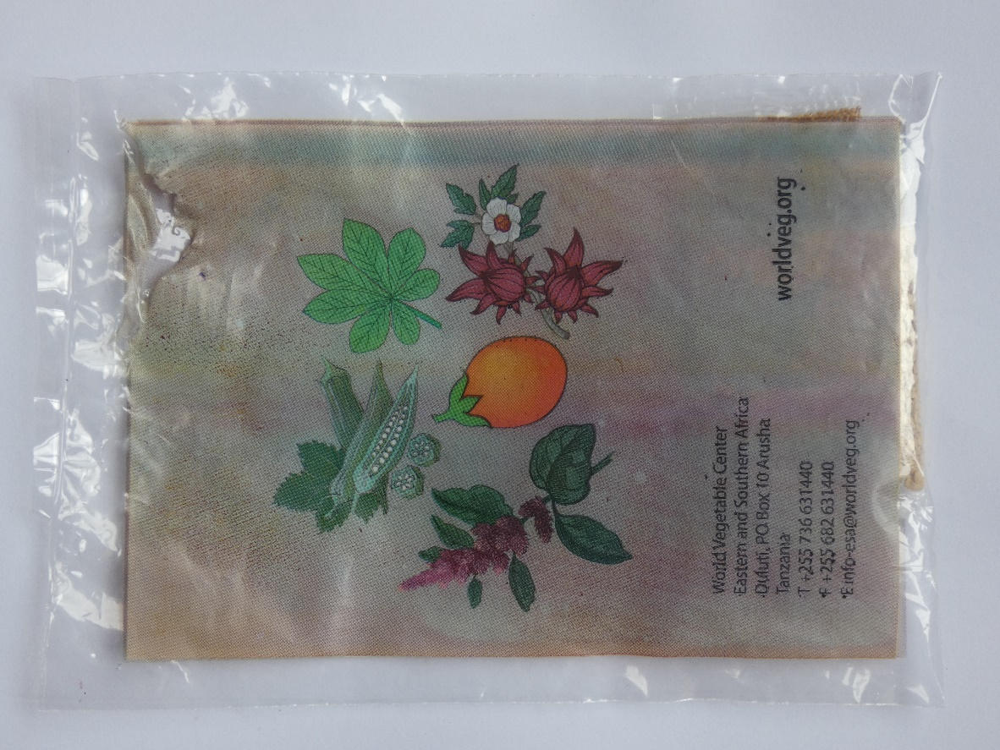 World Vegetable Center
Eastern and Southern Africa
Duluti, PO Box 10 Arusha
Tanzania
T +255 736 631440
F +255 682 631440
E info-esa@worldveg.org
worldveg.org